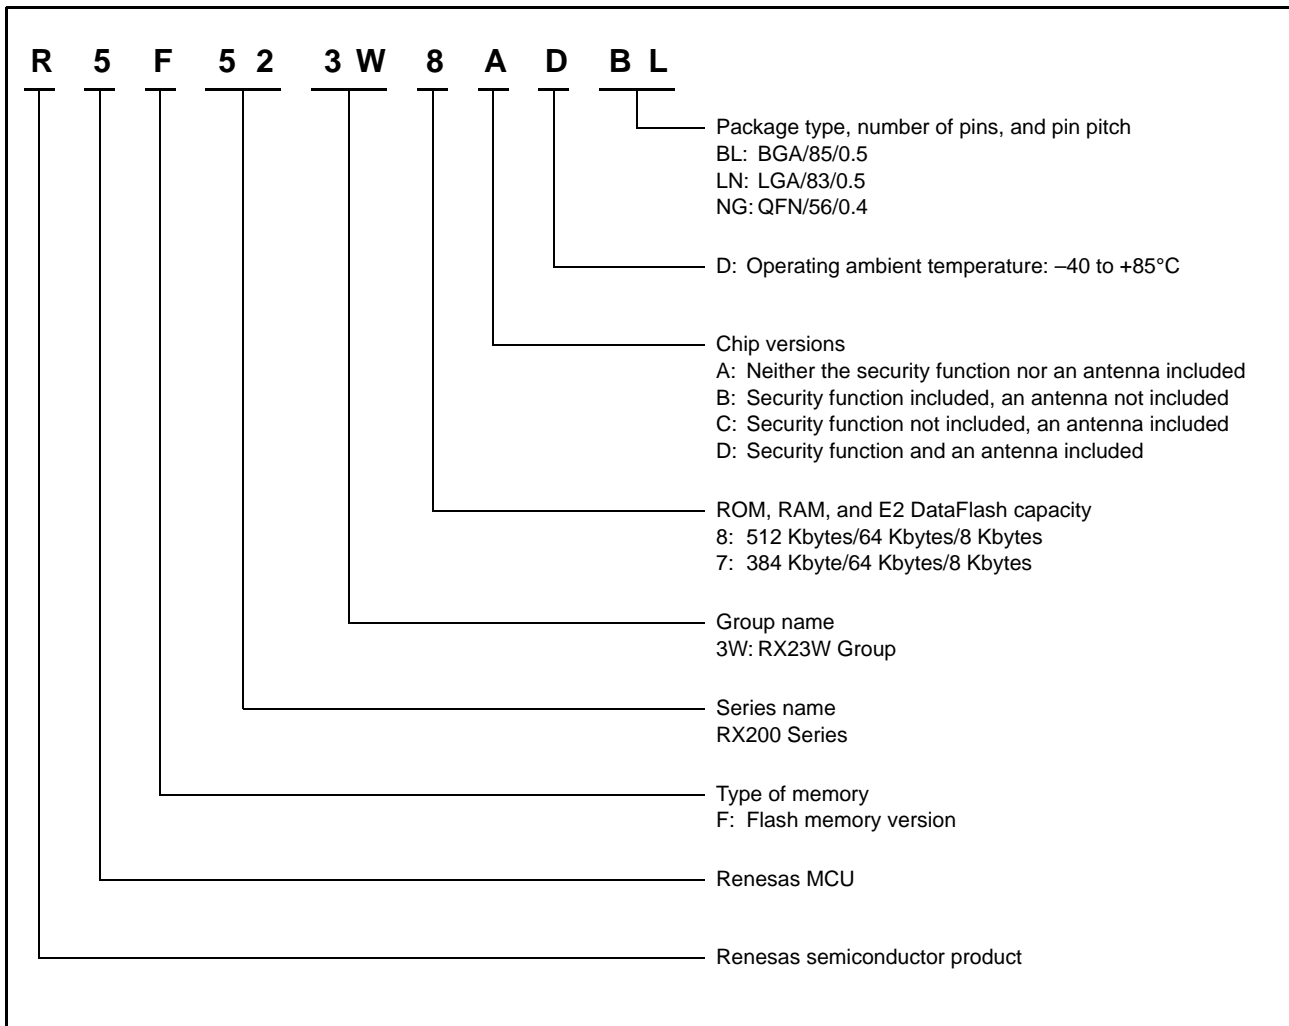 R 5 F 5 2 3 W 8 A D B L
Package type, number of pins, and pin pitch
BL: BGA/85/0.5
LN: LGA/83/0.5
NG: QFN/56/0.4
D: Operating ambient temperature: –40 to +85°C
Chip versions
A: Neither the security function nor an antenna included
B: Security function included, an antenna not included
C: Security function not included, an antenna included
D: Security function and an antenna included
ROM, RAM, and E2 DataFlash capacity
8: 512 Kbytes/64 Kbytes/8 Kbytes
7: 384 Kbyte/64 Kbytes/8 Kbytes
Group name
3W: RX23W Group
Series name
RX200 Series
Type of memory
F: Flash memory version
Renesas MCU
Renesas semiconductor product